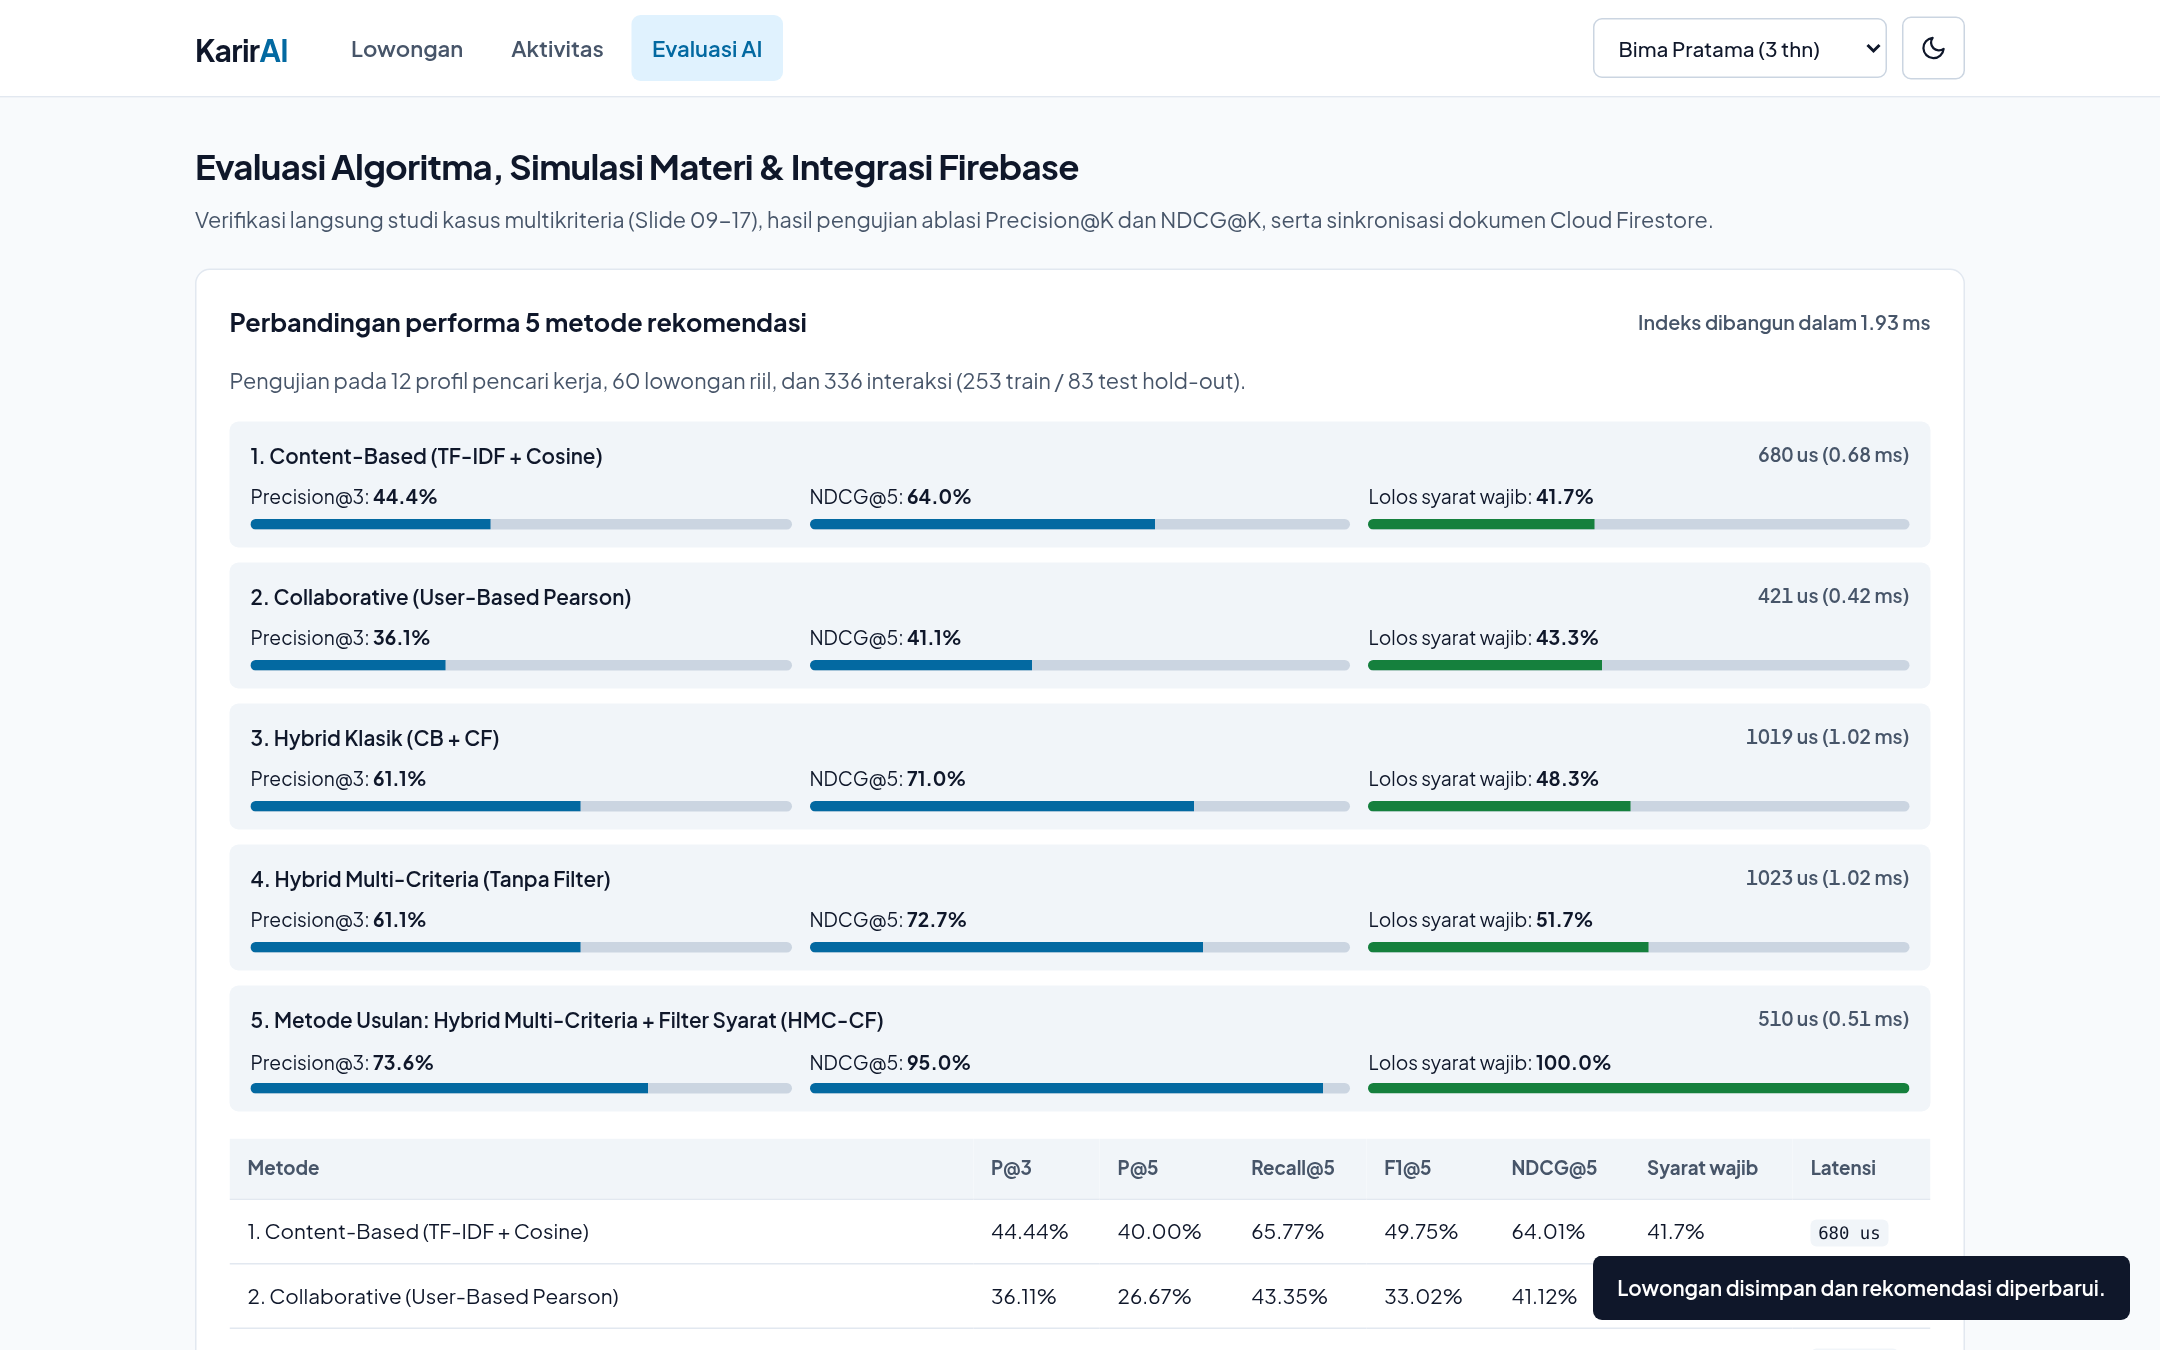 KarirAI
Lowongan
Aktivitas
Evaluasi AI
Bima Pratama (3 thn)
Evaluasi Algoritma, Simulasi Materi & Integrasi Firebase
Verifikasi langsung studi kasus multikriteria (Slide 09–17), hasil pengujian ablasi Precision@K dan NDCG@K, serta sinkronisasi dokumen Cloud Firestore.
Perbandingan performa 5 metode rekomendasi
Indeks dibangun dalam 1.93 ms
Pengujian pada 12 profil pencari kerja, 60 lowongan riil, dan 336 interaksi (253 train / 83 test hold-out).
1. Content-Based (TF-IDF + Cosine)
680 us (0.68 ms)
Precision@3: 44.4%
NDCG@5: 64.0%
Lolos syarat wajib: 41.7%
2. Collaborative (User-Based Pearson)
421 us (0.42 ms)
Precision@3: 36.1%
NDCG@5: 41.1%
Lolos syarat wajib: 43.3%
3. Hybrid Klasik (CB + CF)
1019 us (1.02 ms)
Precision@3: 61.1%
NDCG@5: 71.0%
Lolos syarat wajib: 48.3%
4. Hybrid Multi-Criteria (Tanpa Filter)
1023 us (1.02 ms)
Precision@3: 61.1%
NDCG@5: 72.7%
Lolos syarat wajib: 51.7%
5. Metode Usulan: Hybrid Multi-Criteria + Filter Syarat (HMC-CF)
510 us (0.51 ms)
Precision@3: 73.6%
NDCG@5: 95.0%
Lolos syarat wajib: 100.0%
Metode P@3 P@5 Recall@5 F1@5 NDCG@5 Syarat wajib Latensi
1. Content-Based (TF-IDF + Cosine) 44.44% 40.00% 65.77% 49.75% 64.01% 41.7% 680 us
2. Collaborative (User-Based Pearson) 36.11% 26.67% 43.35% 33.02% 41.12%
Lowongan disimpan dan rekomendasi diperbarui.